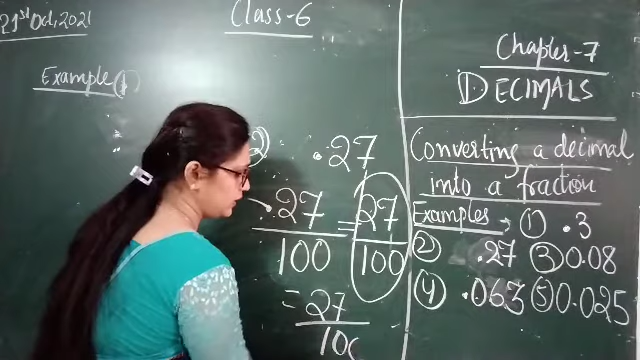 21st Oct, 2021
Class-6
Example (1)
2) .27
.27/100 = 27/100
= 27/100
Chapter-7
DECIMALS
Converting a decimal
into a fraction
Examples → ① .3
② .27 ③ 0.08
④ .063 ⑤ 0.025